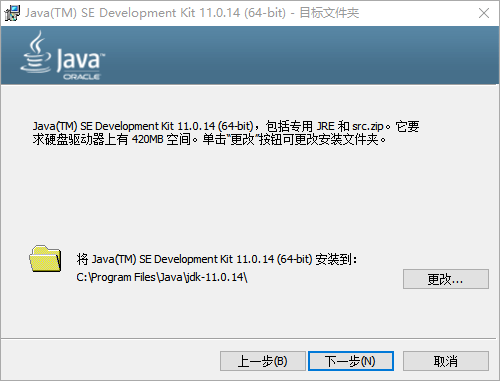 Java(TM) SE Development Kit 11.0.14 (64-bit) - 目标文件夹
Java™
ORACLE
Java(TM) SE Development Kit 11.0.14 (64-bit)，包括专用 JRE 和 src.zip。它要
求硬盘驱动器上有 420MB 空间。单击“更改”按钮可更改安装文件夹。
将 Java(TM) SE Development Kit 11.0.14 (64-bit) 安装到：
C:\Program Files\Java\jdk-11.0.14\
更改...
上一步(B)
下一步(N)
取消